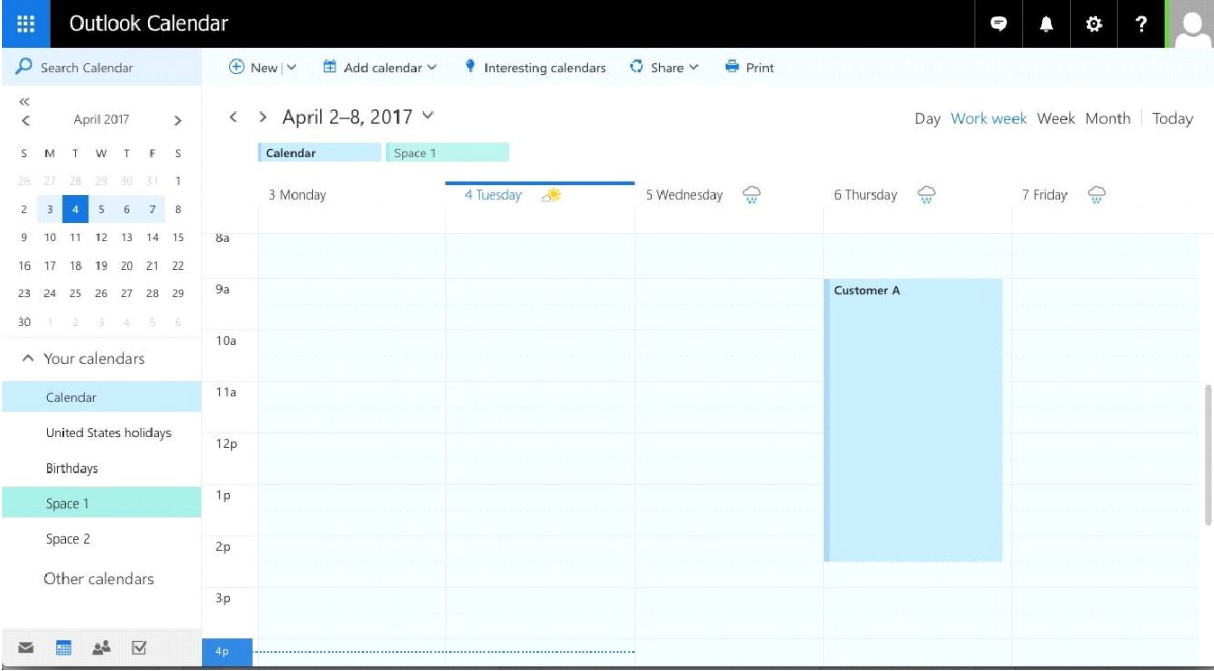 Outlook Calendar
?
Search Calendar
New
Add calendar
Interesting calendars
Share
Print
April 2017
S M T W T F S
26 27 28 29 30 31 1
2 3 4 5 6 7 8
9 10 11 12 13 14 15
16 17 18 19 20 21 22
23 24 25 26 27 28 29
30 1 2 3 4 5 6
Your calendars
Calendar
United States holidays
Birthdays
Space 1
Space 2
Other calendars
April 2–8, 2017
Day Work week Week Month Today
Calendar
Space 1
3 Monday
4 Tuesday
5 Wednesday
6 Thursday
7 Friday
8a
9a
Customer A
10a
11a
12p
1p
2p
3p
4p